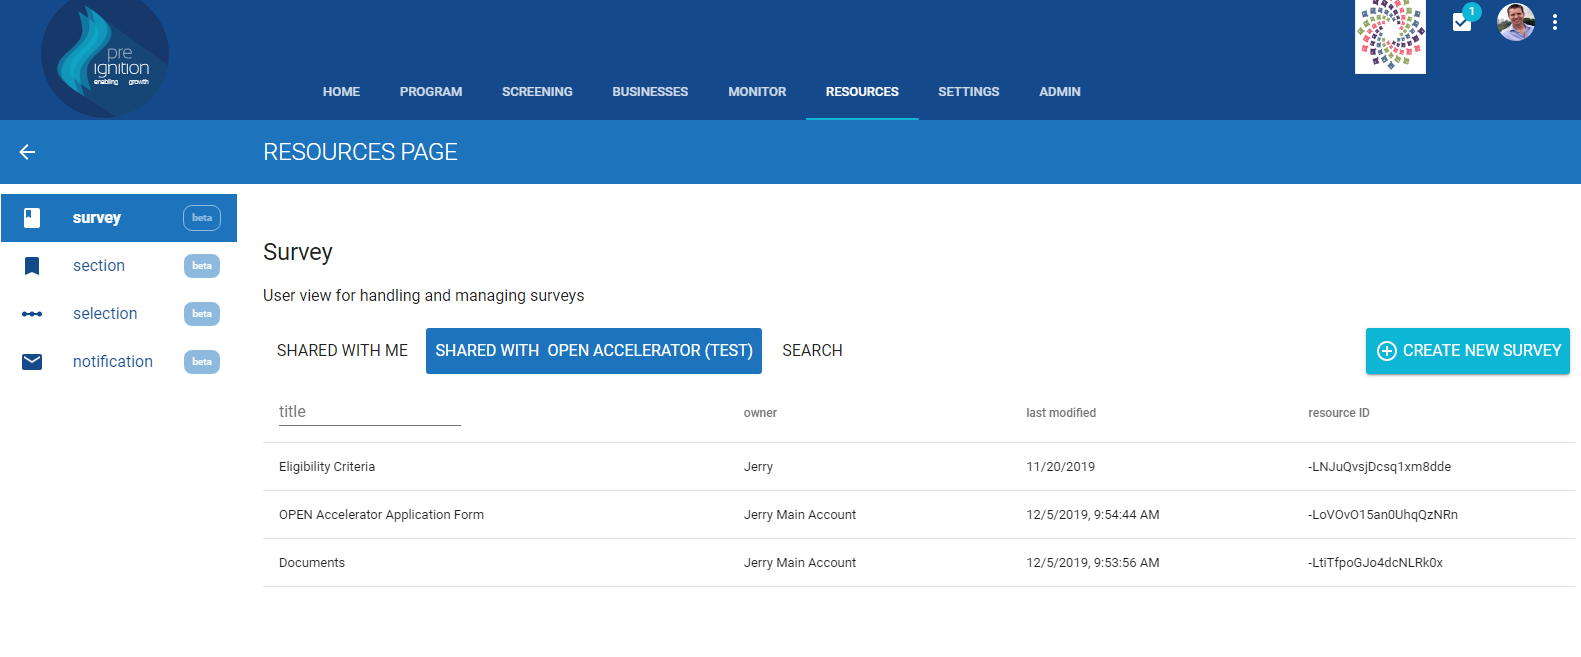 pre
ignition
enabling growth
1
HOME PROGRAM SCREENING BUSINESSES MONITOR RESOURCES SETTINGS ADMIN
RESOURCES PAGE
survey beta
section beta
selection beta
notification beta
Survey
User view for handling and managing surveys
SHARED WITH ME SHARED WITH OPEN ACCELERATOR (TEST) SEARCH CREATE NEW SURVEY
title owner last modified resource ID
Eligibility Criteria Jerry 11/20/2019 -LNJuQvsjDcsq1xm8dde
OPEN Accelerator Application Form Jerry Main Account 12/5/2019, 9:54:44 AM -LoVOvO15an0UhqQzNRn
Documents Jerry Main Account 12/5/2019, 9:53:56 AM -LtiTfpoGJo4dcNLRk0x